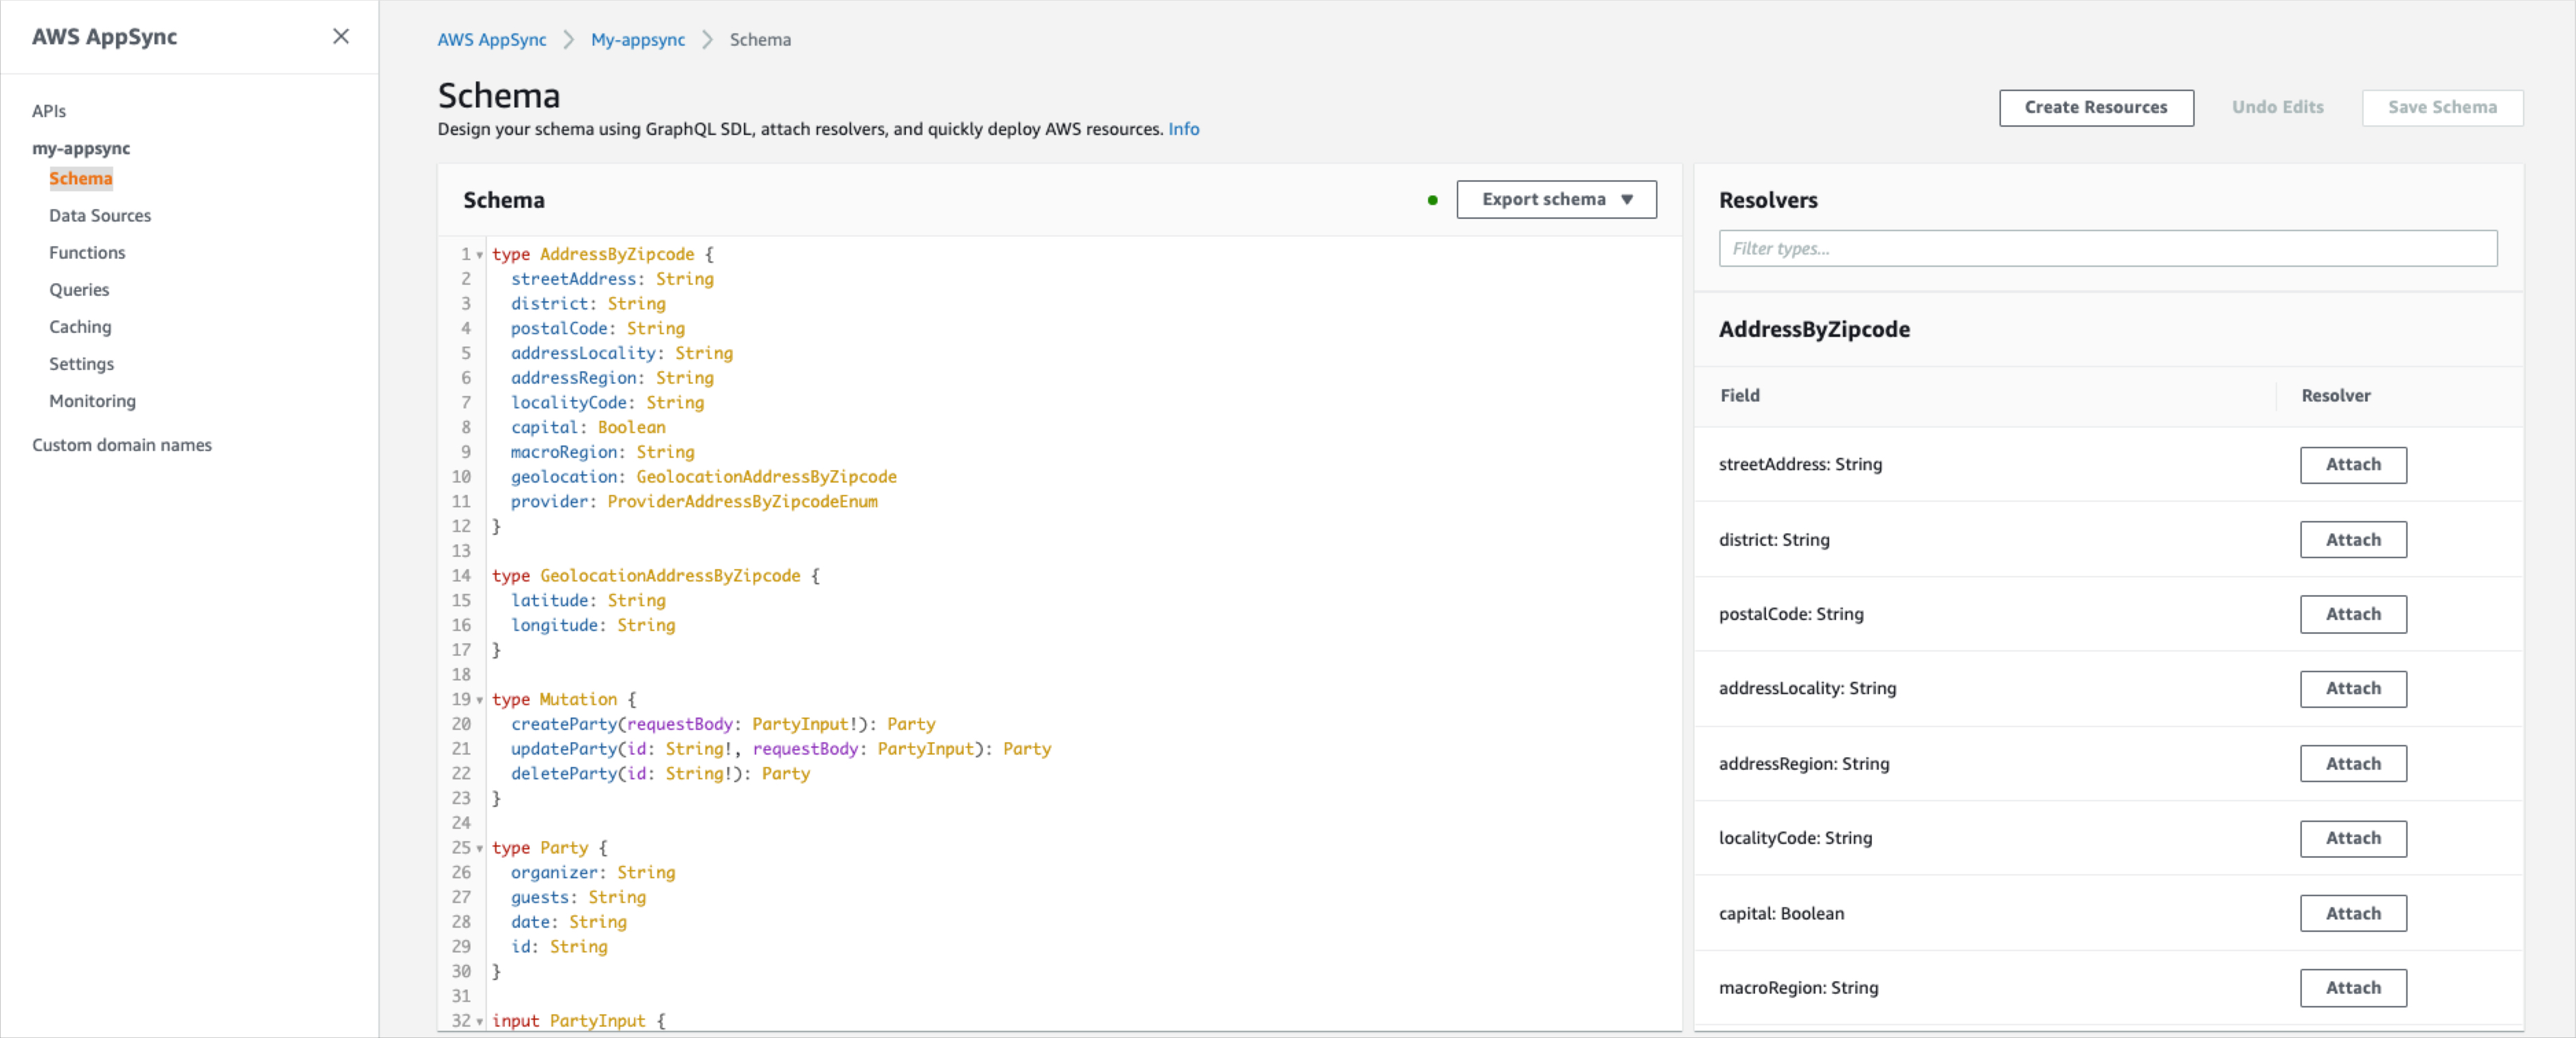 AWS AppSync
APIs
my-appsync
Schema
Data Sources
Functions
Queries
Caching
Settings
Monitoring
Custom domain names
AWS AppSync > My-appsync > Schema
Schema
Design your schema using GraphQL SDL, attach resolvers, and quickly deploy AWS resources. Info
Create Resources
Undo Edits
Save Schema
Schema
Export schema
1 type AddressByZipcode {
2 streetAddress: String
3 district: String
4 postalCode: String
5 addressLocality: String
6 addressRegion: String
7 localityCode: String
8 capital: Boolean
9 macroRegion: String
10 geolocation: GeolocationAddressByZipcode
11 provider: ProviderAddressByZipcodeEnum
12 }
13
14 type GeolocationAddressByZipcode {
15 latitude: String
16 longitude: String
17 }
18
19 type Mutation {
20 createParty(requestBody: PartyInput!): Party
21 updateParty(id: String!, requestBody: PartyInput): Party
22 deleteParty(id: String!): Party
23 }
24
25 type Party {
26 organizer: String
27 guests: String
28 date: String
29 id: String
30 }
31
32 input PartyInput {
Resolvers
Filter types...
AddressByZipcode
Field Resolver
streetAddress: String Attach
district: String Attach
postalCode: String Attach
addressLocality: String Attach
addressRegion: String Attach
localityCode: String Attach
capital: Boolean Attach
macroRegion: String Attach